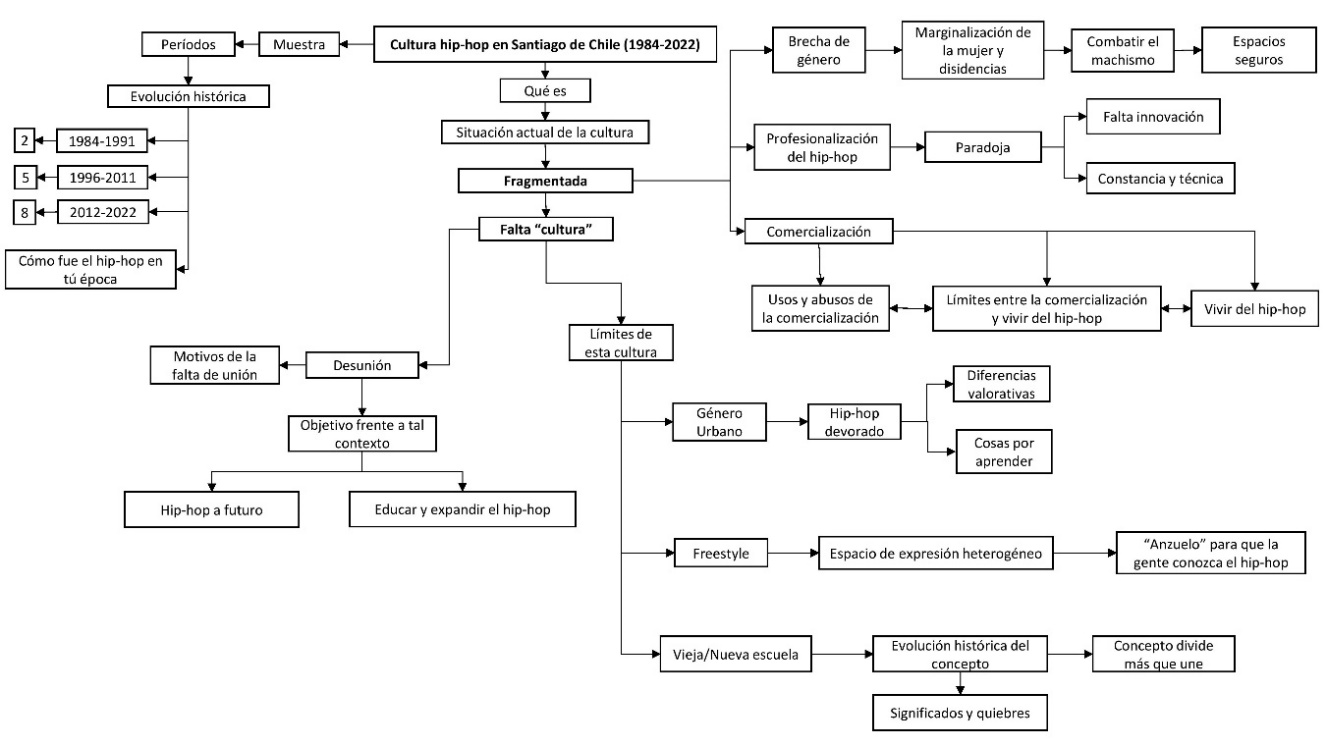 Cultura hip-hop en Santiago de Chile (1984-2022)
Muestra
Períodos
Evolución histórica
2
1984-1991
5
1996-2011
8
2012-2022
Cómo fue el hip-hop en
tú época
Qué es
Situación actual de la cultura
Fragmentada
Falta “cultura”
Brecha de
género
Marginalización de
la mujer y
disidencias
Combatir el
machismo
Espacios
seguros
Profesionalización
del hip-hop
Paradoja
Falta innovación
Constancia y técnica
Comercialización
Usos y abusos de
la comercialización
Límites entre la comercialización
y vivir del hip-hop
Vivir del hip-hop
Desunión
Motivos de la
falta de unión
Objetivo frente a tal
contexto
Hip-hop a futuro
Educar y expandir el hip-hop
Límites de
esta cultura
Género
Urbano
Hip-hop
devorado
Diferencias
valorativas
Cosas por
aprender
Freestyle
Espacio de expresión heterogéneo
“Anzuelo” para que la
gente conozca el hip-hop
Vieja/Nueva escuela
Evolución histórica del
concepto
Concepto divide
más que une
Significados y quiebres